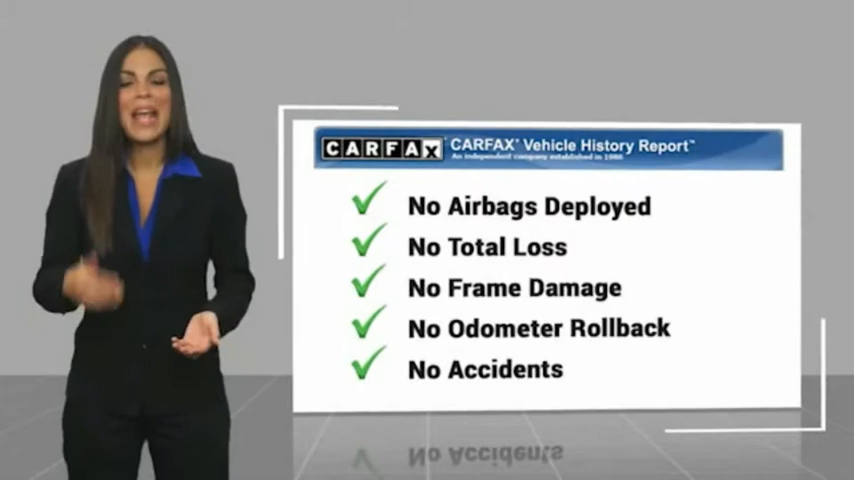 CARFAX CARFAX® Vehicle History Report™
An independent company established in 1986
No Airbags Deployed
No Total Loss
No Frame Damage
No Odometer Rollback
No Accidents
No Accidents